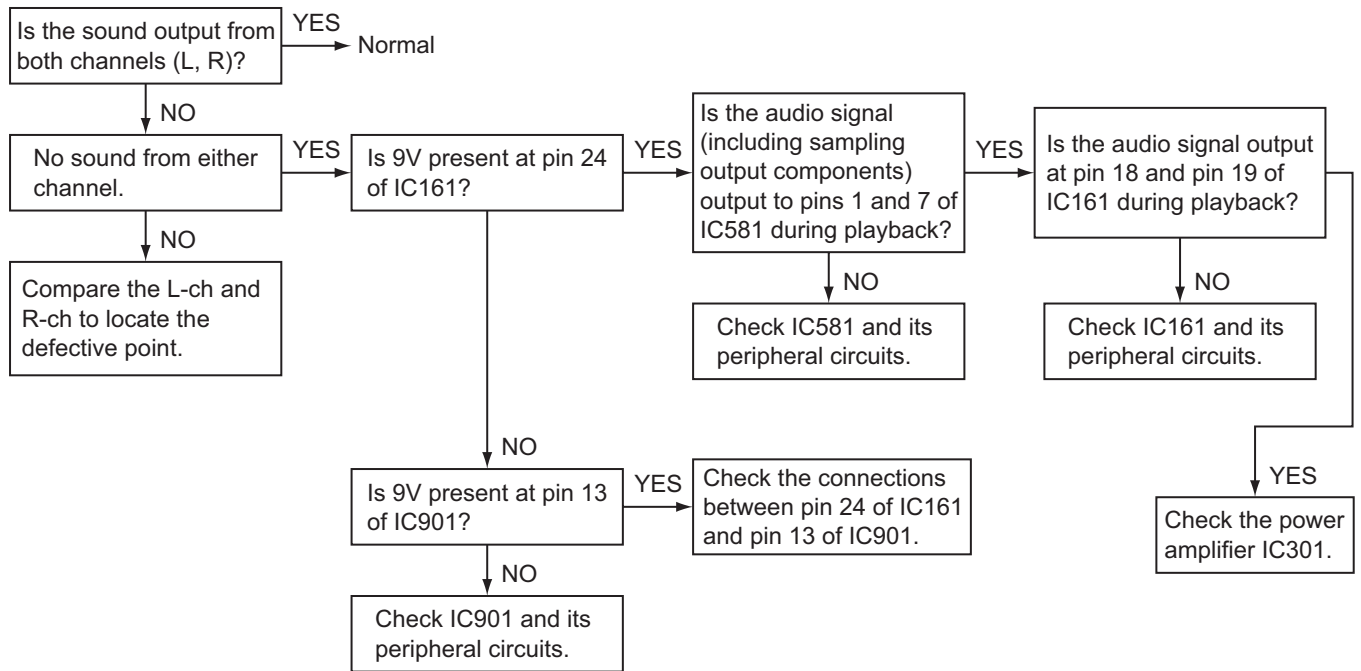 Is the sound output from
both channels (L, R)?
YES
Normal
NO
No sound from either
channel.
YES
Is 9V present at pin 24
of IC161?
YES
Is the audio signal
(including sampling
output components)
output to pins 1 and 7 of
IC581 during playback?
YES
Is the audio signal output
at pin 18 and pin 19 of
IC161 during playback?
NO
Compare the L-ch and
R-ch to locate the
defective point.
NO
Check IC581 and its
peripheral circuits.
NO
Check IC161 and its
peripheral circuits.
NO
Is 9V present at pin 13
of IC901?
YES
Check the connections
between pin 24 of IC161
and pin 13 of IC901.
YES
Check the power
amplifier IC301.
NO
Check IC901 and its
peripheral circuits.